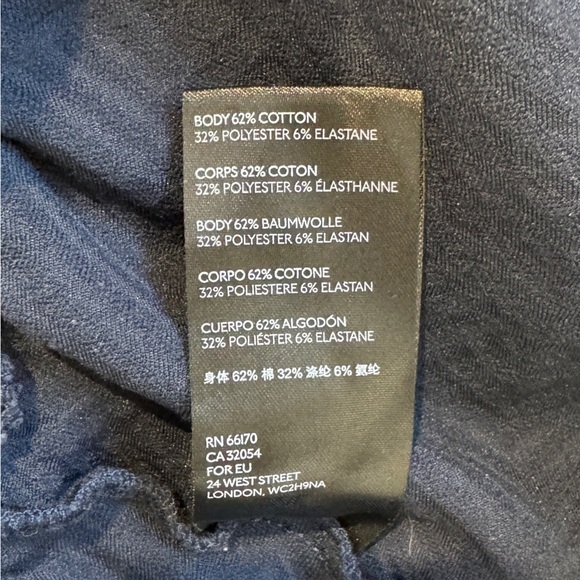 BODY 62% COTTON
32% POLYESTER 6% ELASTANE
CORPS 62% COTON
32% POLYESTER 6% ÉLASTHANNE
BODY 62% BAUMWOLLE
32% POLYESTER 6% ELASTAN
CORPO 62% COTONE
32% POLIESTERE 6% ELASTAN
CUERPO 62% ALGODÓN
32% POLIÉSTER 6% ELASTANE
身体 62% 棉 32% 涤纶 6% 氨纶
RN 66170
CA 32054
FOR EU
24 WEST STREET
LONDON, WC2H9NA